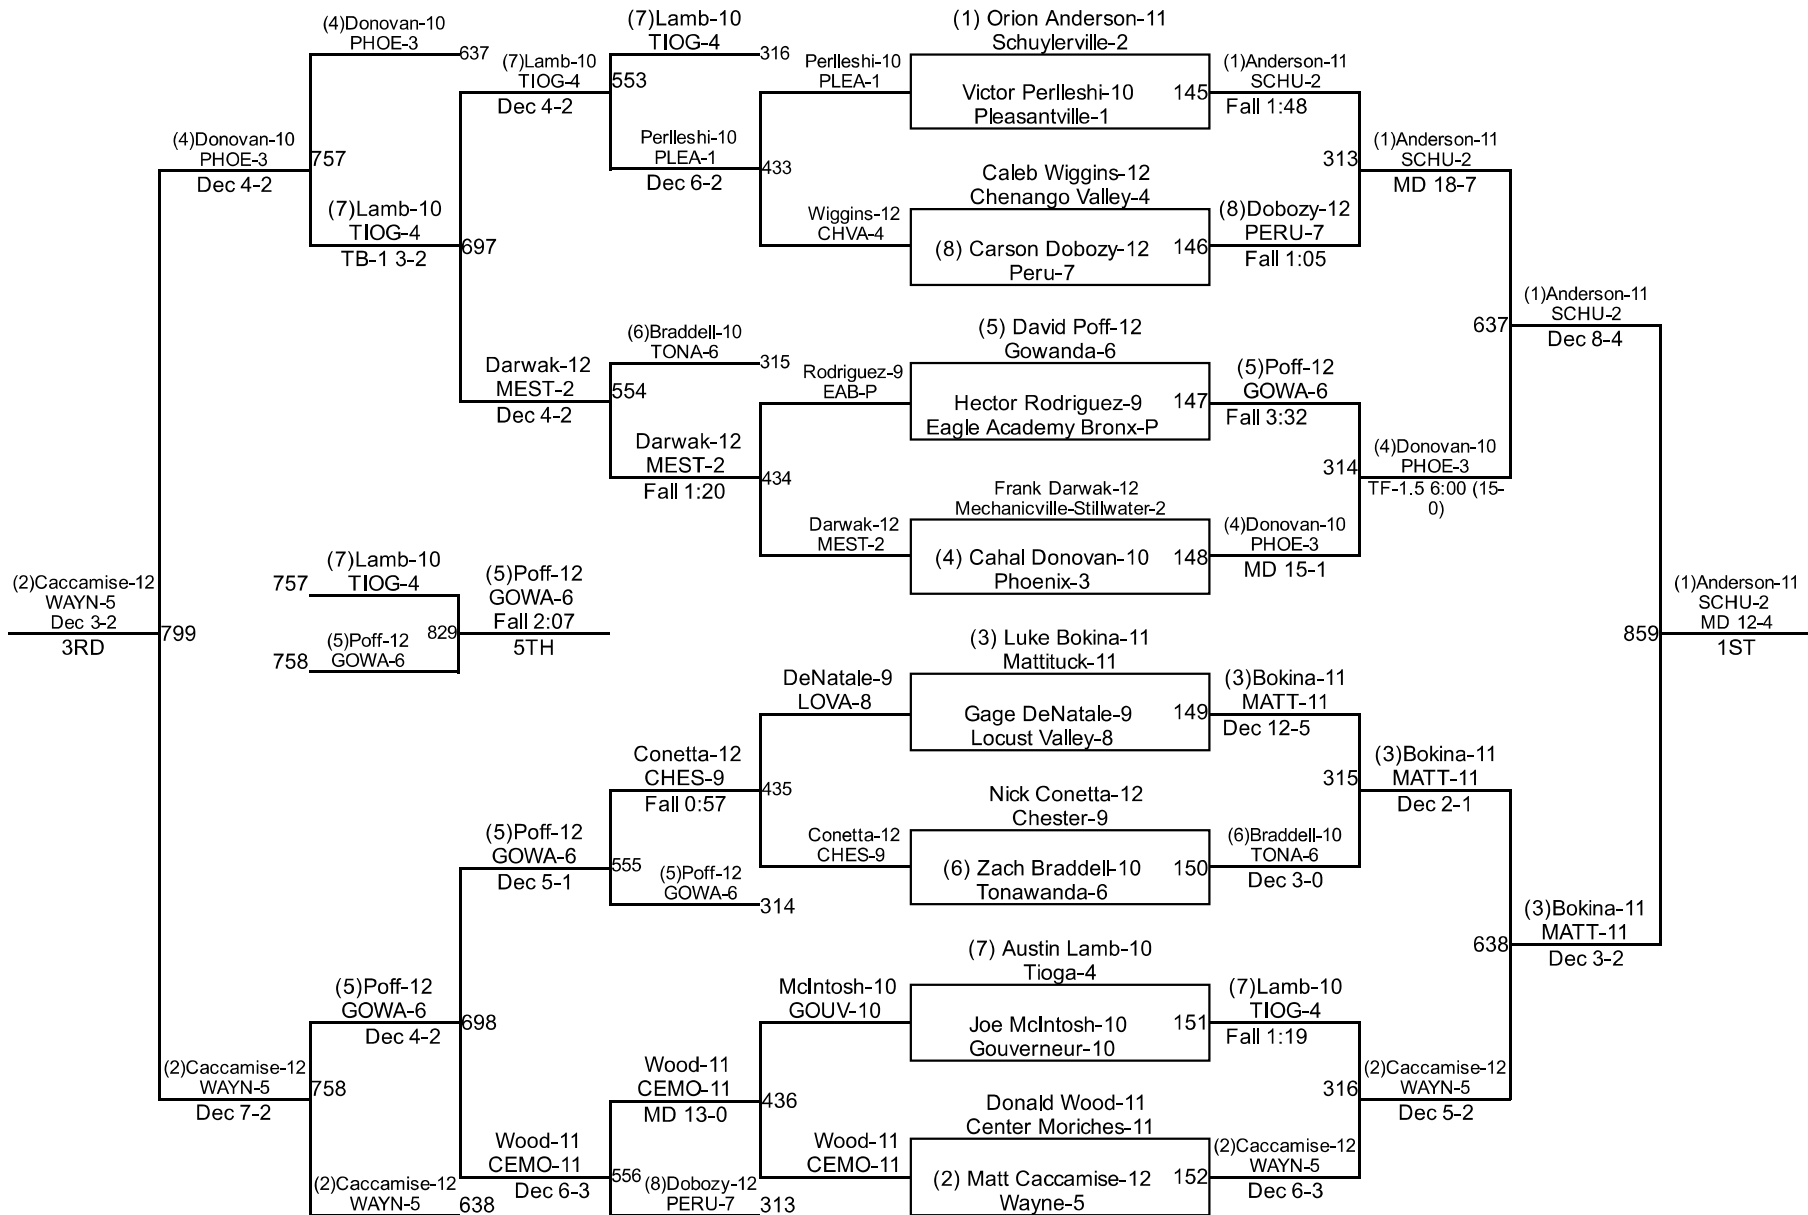 (4)Donovan-10
PHOE-3
637
(4)Donovan-10
PHOE-3
Dec 4-2
757
(7)Lamb-10
TIOG-4
TB-1 3-2
697
(7)Lamb-10
TIOG-4
Dec 4-2
553
(7)Lamb-10
TIOG-4
316
Perlleshi-10
PLEA-1
Dec 6-2
433
Perlleshi-10
PLEA-1
Wiggins-12
CHVA-4
Darwak-12
MEST-2
Dec 4-2
554
(6)Braddell-10
TONA-6
315
Darwak-12
MEST-2
Fall 1:20
434
Rodriguez-9
EAB-P
Darwak-12
MEST-2
(1) Orion Anderson-11
Schuylerville-2
Victor Perlleshi-10
Pleasantville-1
145
Caleb Wiggins-12
Chenango Valley-4
(8) Carson Dobozy-12
Peru-7
146
(5) David Poff-12
Gowanda-6
Hector Rodriguez-9
Eagle Academy Bronx-P
147
Frank Darwak-12
Mechanicville-Stillwater-2
(4) Cahal Donovan-10
Phoenix-3
148
(1)Anderson-11
SCHU-2
Fall 1:48
313
(8)Dobozy-12
PERU-7
Fall 1:05
(1)Anderson-11
SCHU-2
MD 18-7
637
(5)Poff-12
GOWA-6
Fall 3:32
314
(4)Donovan-10
PHOE-3
MD 15-1
(4)Donovan-10
PHOE-3
TF-1.5 6:00 (15-
0)
(1)Anderson-11
SCHU-2
Dec 8-4
(2)Caccamise-12
WAYN-5
Dec 3-2
3RD
799
757
(7)Lamb-10
TIOG-4
758
(5)Poff-12
GOWA-6
829
(5)Poff-12
GOWA-6
Fall 2:07
5TH
859
(1)Anderson-11
SCHU-2
MD 12-4
1ST
(2)Caccamise-12
WAYN-5
Dec 7-2
758
(5)Poff-12
GOWA-6
Dec 4-2
698
(2)Caccamise-12
WAYN-5
638
(5)Poff-12
GOWA-6
Dec 5-1
555
Conetta-12
CHES-9
Fall 0:57
435
(5)Poff-12
GOWA-6
314
DeNatale-9
LOVA-8
Conetta-12
CHES-9
Wood-11
CEMO-11
Dec 6-3
556
Wood-11
CEMO-11
MD 13-0
436
(8)Dobozy-12
PERU-7
313
McIntosh-10
GOUV-10
Wood-11
CEMO-11
(3) Luke Bokina-11
Mattituck-11
Gage DeNatale-9
Locust Valley-8
149
Nick Conetta-12
Chester-9
(6) Zach Braddell-10
Tonawanda-6
150
(7) Austin Lamb-10
Tioga-4
Joe McIntosh-10
Gouverneur-10
151
Donald Wood-11
Center Moriches-11
(2) Matt Caccamise-12
Wayne-5
152
(3)Bokina-11
MATT-11
Dec 12-5
315
(6)Braddell-10
TONA-6
Dec 3-0
(3)Bokina-11
MATT-11
Dec 2-1
638
(7)Lamb-10
TIOG-4
Fall 1:19
316
(2)Caccamise-12
WAYN-5
Dec 6-3
(2)Caccamise-12
WAYN-5
Dec 5-2
(3)Bokina-11
MATT-11
Dec 3-2